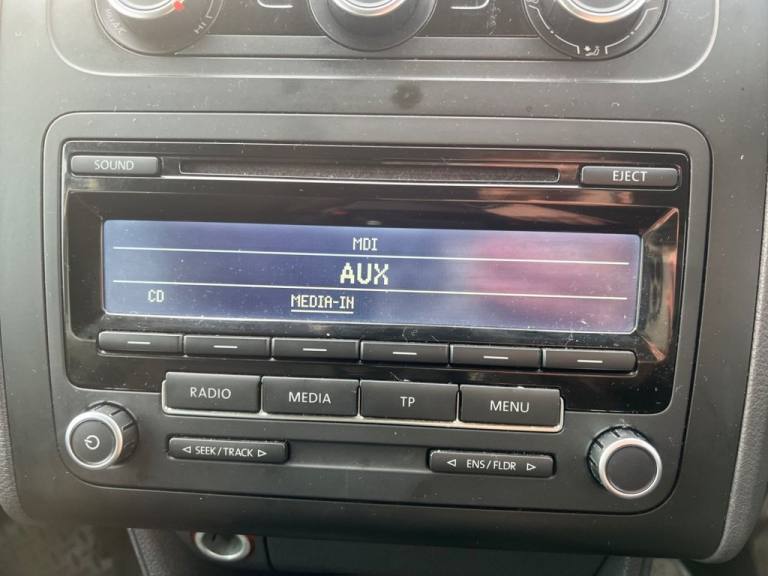 SOUND
EJECT
MDI
AUX
CD MEDIA-IN
RADIO MEDIA TP MENU
SEEK/TRACK
ENS/FLDR